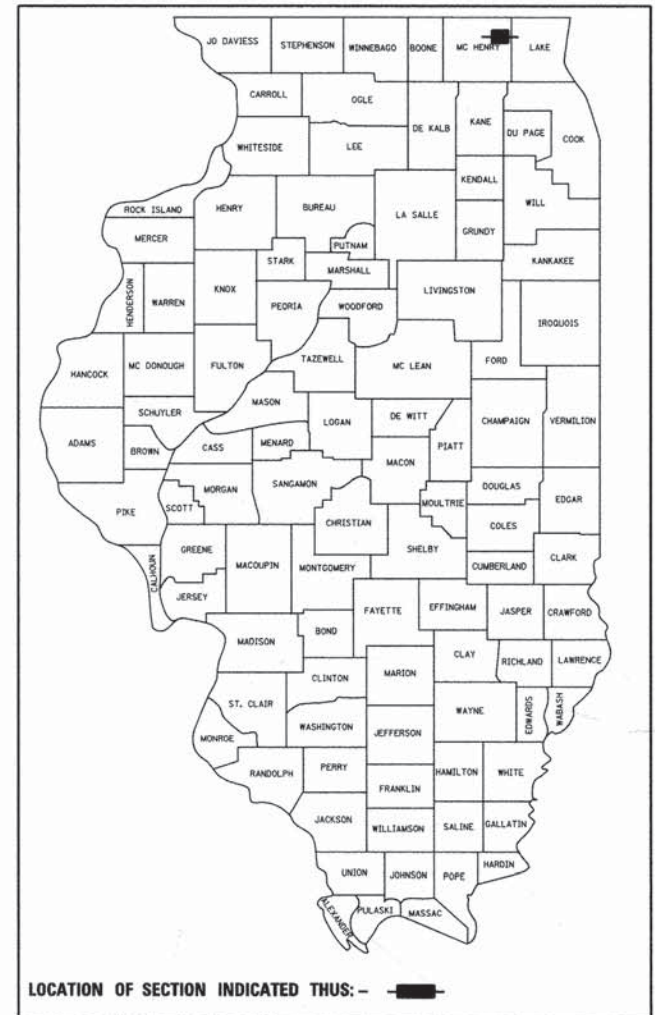 JO DAVIESS
STEPHENSON
WINNEBAGO
BOONE
MC HENRY
LAKE
CARROLL
OGLE
DE KALB
KANE
DU PAGE
COOK
WHITESIDE
LEE
KENDALL
WILL
ROCK ISLAND
HENRY
BUREAU
LA SALLE
GRUNDY
MERCER
PUTNAM
KANKAKEE
STARK
MARSHALL
HENDERSON
WARREN
KNOX
PEORIA
WOODFORD
LIVINGSTON
IROQUOIS
HANCOCK
MC DONOUGH
FULTON
TAZEWELL
MC LEAN
FORD
SCHUYLER
MASON
LOGAN
DE WITT
CHAMPAIGN
VERMILION
ADAMS
BROWN
CASS
MENARD
MACON
PIATT
PIKE
SCOTT
MORGAN
SANGAMON
CHRISTIAN
MOULTRIE
DOUGLAS
EDGAR
COLES
CALHOUN
GREENE
MACOUPIN
MONTGOMERY
SHELBY
CUMBERLAND
CLARK
JERSEY
FAYETTE
EFFINGHAM
JASPER
CRAWFORD
MADISON
BOND
CLAY
RICHLAND
LAWRENCE
CLINTON
MARION
ST. CLAIR
WASHINGTON
WAYNE
EDWARDS
WABASH
MONROE
JEFFERSON
RANDOLPH
PERRY
HAMILTON
WHITE
FRANKLIN
JACKSON
WILLIAMSON
SALINE
GALLATIN
UNION
JOHNSON
POPE
HARDIN
ALEXANDER
PULASKI
MASSAC
LOCATION OF SECTION INDICATED THUS: -